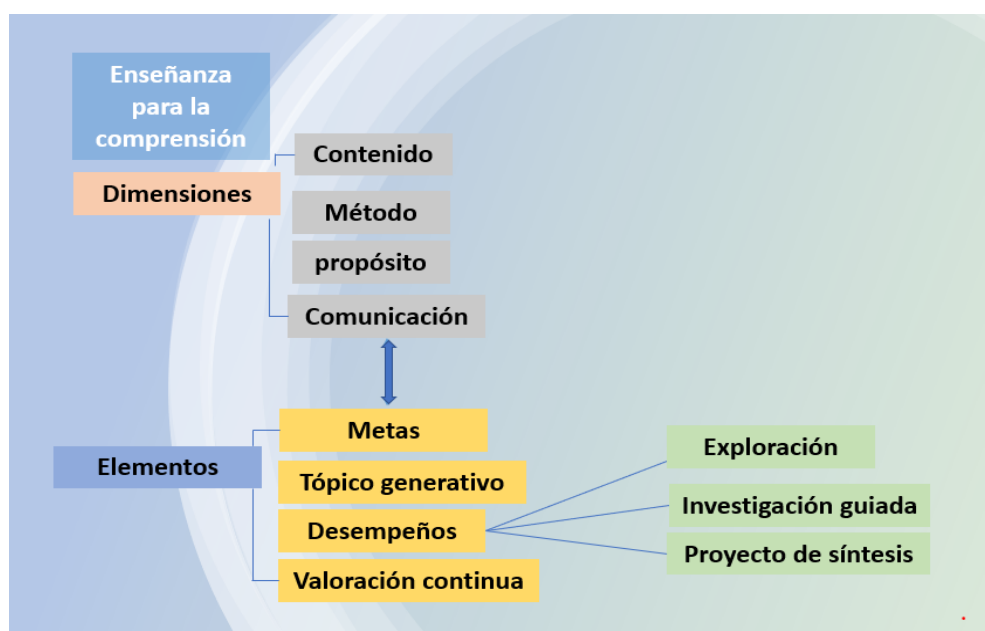 Enseñanza
para la
comprensión
Dimensiones
Contenido
Método
propósito
Comunicación
Elementos
Metas
Tópico generativo
Desempeños
Valoración continua
Exploración
Investigación guiada
Proyecto de síntesis
.